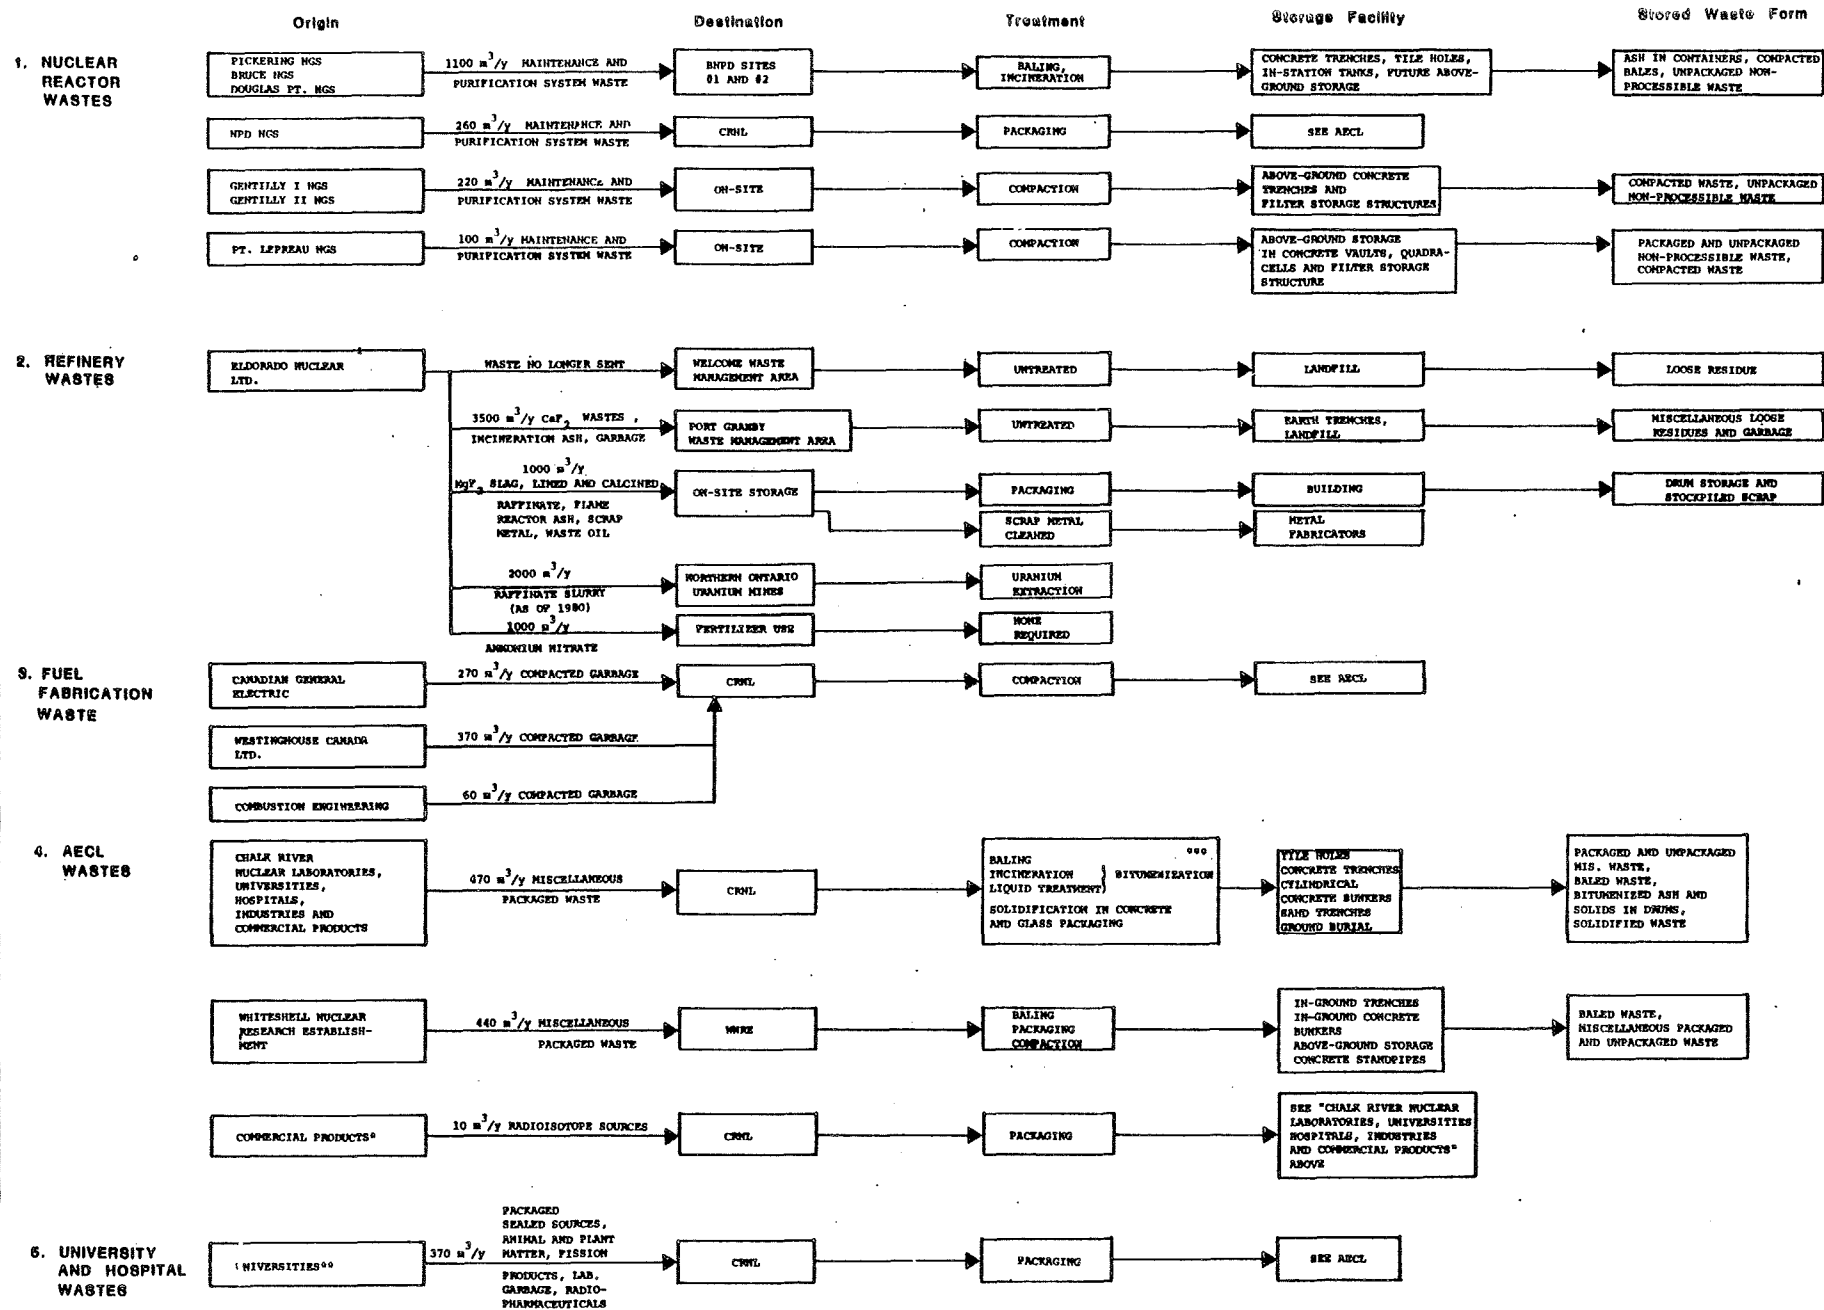 Origin
Destination
Treatment
Storage Facility
Stored Waste Form
1. NUCLEAR
REACTOR
WASTES
PICKERING NGS
BRUCE NGS
DOUGLAS PT. NGS
1100 m3/y MAINTENANCE AND
PURIFICATION SYSTEM WASTE
BNPD SITES
#1 AND #2
BALING,
INCINERATION
CONCRETE TRENCHES, TILE HOLES,
IN-STATION TANKS, FUTURE ABOVE-
GROUND STORAGE
ASH IN CONTAINERS, COMPACTED
BALES, UNPACKAGED NON-
PROCESSIBLE WASTE
NPD NGS
260 m3/y MAINTENANCE AND
PURIFICATION SYSTEM WASTE
CRNL
PACKAGING
SEE AECL
GENTILLY I NGS
GENTILLY II NGS
220 m3/y MAINTENANCE AND
PURIFICATION SYSTEM WASTE
ON-SITE
COMPACTION
ABOVE-GROUND CONCRETE
TRENCHES AND
FILTER STORAGE STRUCTURES
COMPACTED WASTE, UNPACKAGED
NON-PROCESSIBLE WASTE
PT. LEPREAU NGS
100 m3/y MAINTENANCE AND
PURIFICATION SYSTEM WASTE
ON-SITE
COMPACTION
ABOVE-GROUND STORAGE
IN CONCRETE VAULTS, QUADRA-
CELLS AND FILTER STORAGE
STRUCTURE
PACKAGED AND UNPACKAGED
NON-PROCESSIBLE WASTE,
COMPACTED WASTE
2. REFINERY
WASTES
ELDORADO NUCLEAR
LTD.
WASTE NO LONGER SENT
WELCOME WASTE
MANAGEMENT AREA
UNTREATED
LANDFILL
LOOSE RESIDUE
3500 m3/y CaF2 WASTES,
INCINERATION ASH, GARBAGE
PORT GRANBY
WASTE MANAGEMENT AREA
UNTREATED
EARTH TRENCHES,
LANDFILL
MISCELLANEOUS LOOSE
RESIDUES AND GARBAGE
1000 m3/y
MgF2 SLAG, LIMED AND CALCINED
RAFFINATE, FLAME
REACTOR ASH, SCRAP
METAL, WASTE OIL
ON-SITE STORAGE
PACKAGING
BUILDING
DRUM STORAGE AND
STOCKPILED SCRAP
SCRAP METAL
CLEANED
METAL
FABRICATORS
2000 m3/y
RAFFINATE SLURRY
(AS OF 1980)
NORTHERN ONTARIO
URANIUM MINES
URANIUM
EXTRACTION
1000 m3/y
AMMONIUM NITRATE
FERTILIZER USE
NONE
REQUIRED
3. FUEL
FABRICATION
WASTE
CANADIAN GENERAL
ELECTRIC
270 m3/y COMPACTED GARBAGE
CRNL
COMPACTION
SEE AECL
WESTINGHOUSE CANADA
LTD.
370 m3/y COMPACTED GARBAGE
COMBUSTION ENGINEERING
60 m3/y COMPACTED GARBAGE
4. AECL
WASTES
CHALK RIVER
NUCLEAR LABORATORIES,
UNIVERSITIES,
HOSPITALS,
INDUSTRIES AND
COMMERCIAL PRODUCTS
470 m3/y MISCELLANEOUS
PACKAGED WASTE
CRNL
***
BALING
INCINERATION
LIQUID TREATMENT} BITUMENIZATION
SOLIDIFICATION IN CONCRETE
AND GLASS PACKAGING
TILE HOLES
CONCRETE TRENCHES
CYLINDRICAL
CONCRETE BUNKERS
SAND TRENCHES
GROUND BURIAL
PACKAGED AND UNPACKAGED
MIS. WASTE,
BALED WASTE,
BITUMENIZED ASH AND
SOLIDS IN DRUMS,
SOLIDIFIED WASTE
WHITESHELL NUCLEAR
RESEARCH ESTABLISH-
MENT
440 m3/y MISCELLANEOUS
PACKAGED WASTE
WNRE
BALING
PACKAGING
COMPACTION
IN-GROUND TRENCHES
IN-GROUND CONCRETE
BUNKERS
ABOVE-GROUND STORAGE
CONCRETE STANDPIPES
BALED WASTE,
MISCELLANEOUS PACKAGED
AND UNPACKAGED WASTE
COMMERCIAL PRODUCTS*
10 m3/y RADIOISOTOPE SOURCES
CRNL
PACKAGING
SEE "CHALK RIVER NUCLEAR
LABORATORIES, UNIVERSITIES
HOSPITALS, INDUSTRIES
AND COMMERCIAL PRODUCTS"
ABOVE
5. UNIVERSITY
AND HOSPITAL
WASTES
UNIVERSITIES**
370 m3/y
PACKAGED
SEALED SOURCES,
ANIMAL AND PLANT
MATTER, FISSION
PRODUCTS, LAB.
GARBAGE, RADIO-
PHARMACEUTICALS
CRNL
PACKAGING
SEE AECL